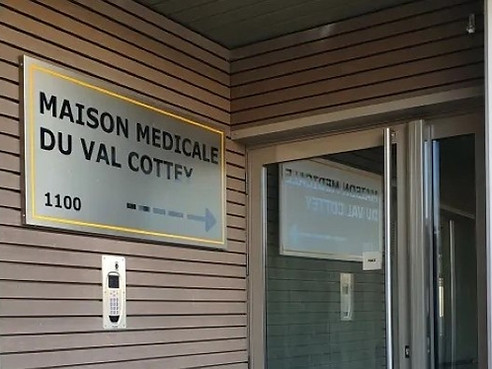 MAISON MEDICALE
DU VAL COTTEY
1100